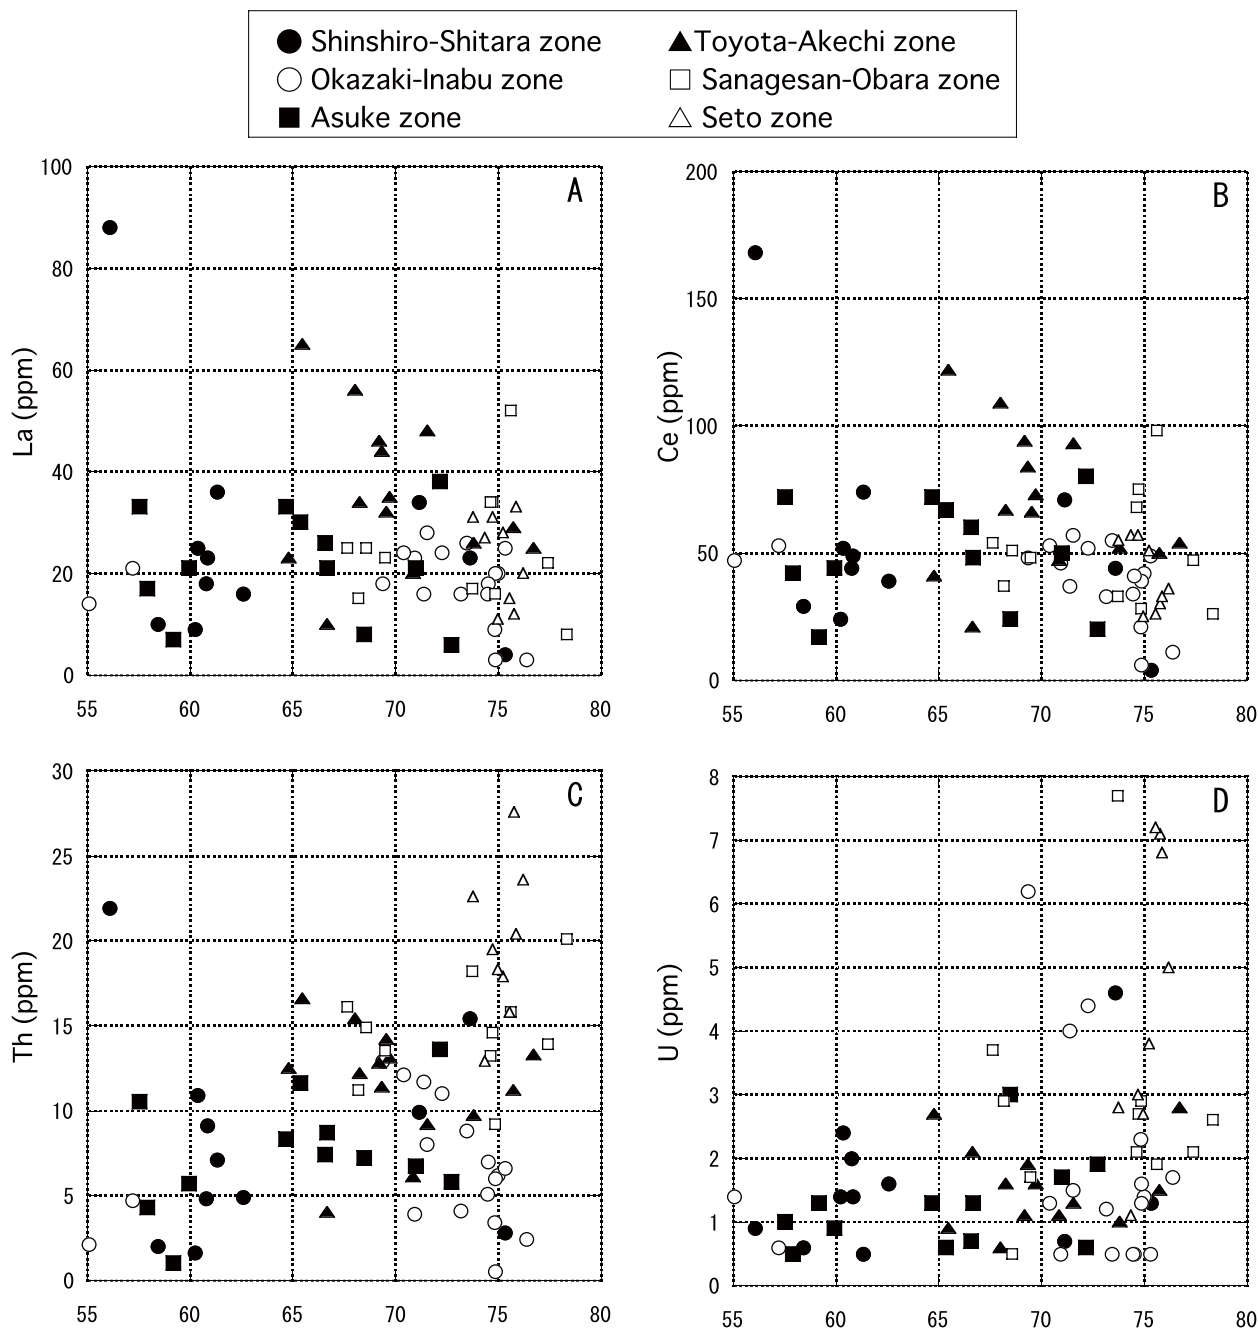 Shinshiro-Shitara zone
Toyota-Akechi zone
Okazaki-Inabu zone
Sanagesan-Obara zone
Asuke zone
Seto zone
A
La (ppm)
100
80
60
40
20
0
55 60 65 70 75 80
B
Ce (ppm)
200
150
100
50
0
55 60 65 70 75 80
C
Th (ppm)
30
25
20
15
10
5
0
55 60 65 70 75 80
D
U (ppm)
8
7
6
5
4
3
2
1
0
55 60 65 70 75 80